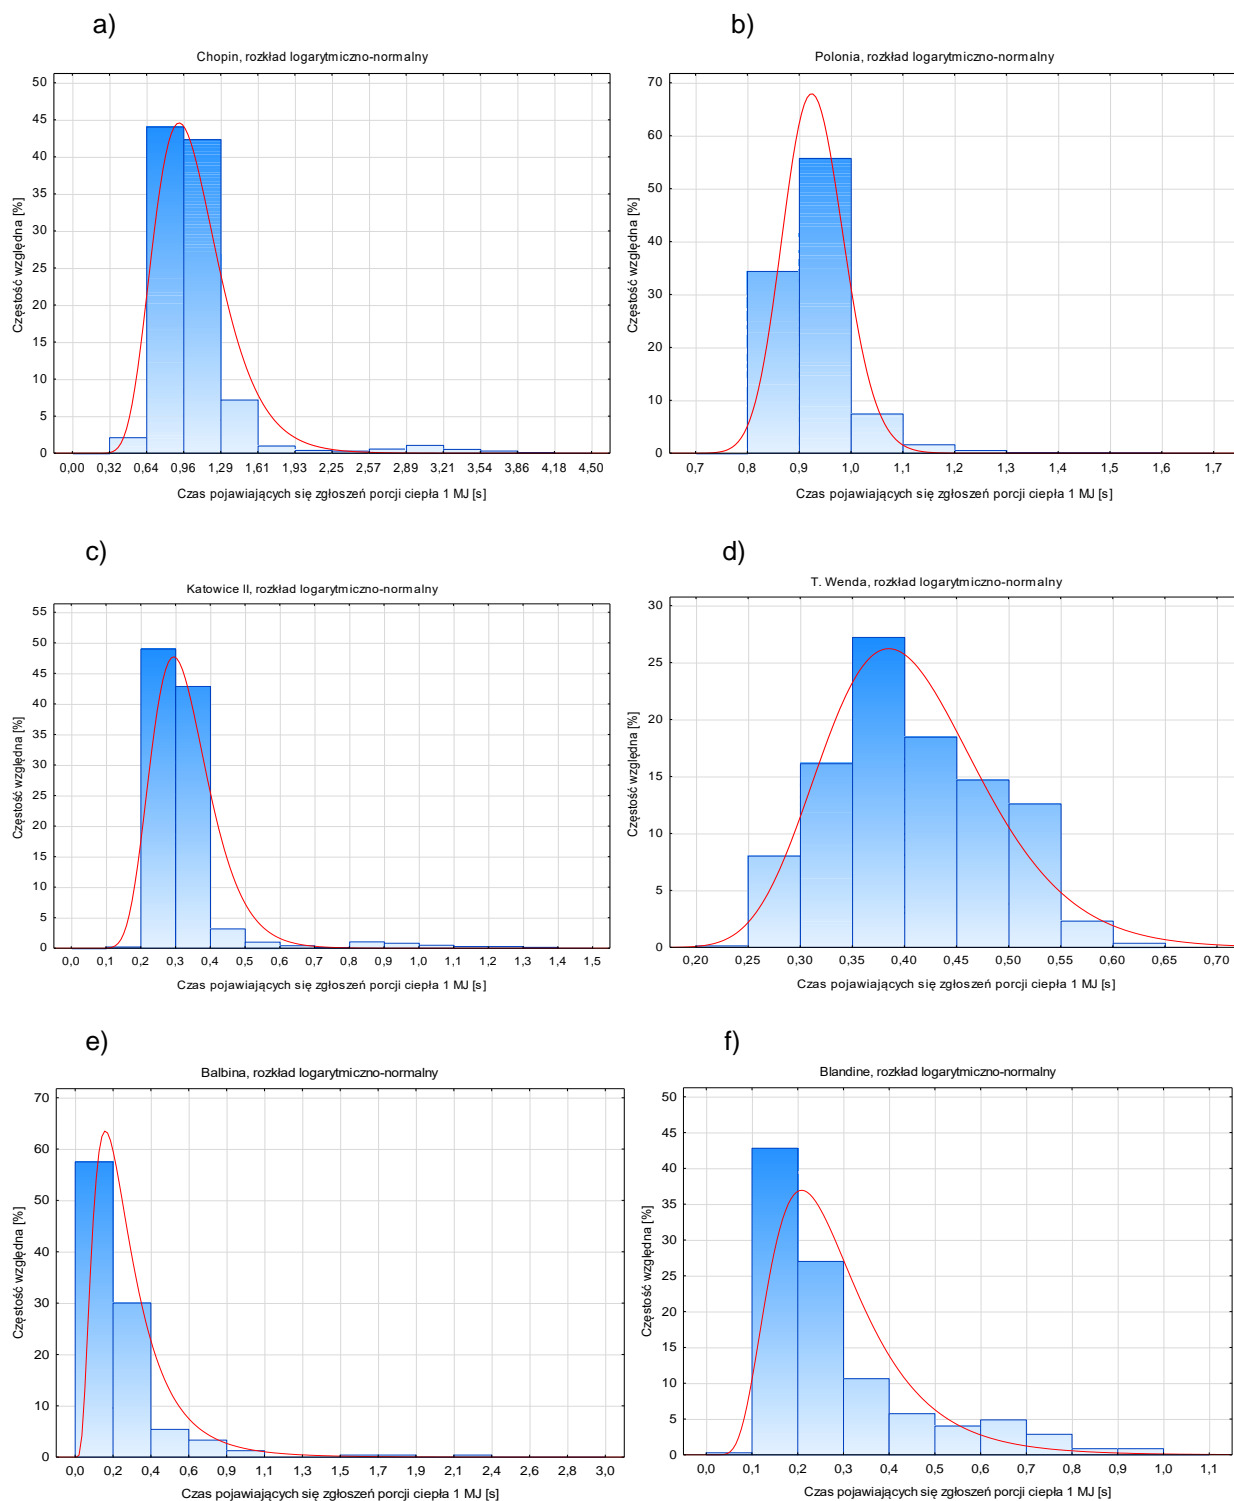 a)
Chopin, rozkład logarytmiczno-normalny
50
45
40
35
30
25
20
15
10
5
0
Częstość względna [%]
0,00 0,32 0,64 0,96 1,29 1,61 1,93 2,25 2,57 2,89 3,21 3,54 3,86 4,18 4,50
Czas pojawiających się zgłoszeń porcji ciepła 1 MJ [s]
b)
Polonia, rozkład logarytmiczno-normalny
70
60
50
40
30
20
10
0
Częstość względna [%]
0,7 0,8 0,9 1,0 1,1 1,2 1,3 1,4 1,5 1,6 1,7
Czas pojawiających się zgłoszeń porcji ciepła 1 MJ [s]
c)
Katowice II, rozkład logarytmiczno-normalny
55
50
45
40
35
30
25
20
15
10
5
0
Częstość względna [%]
0,0 0,1 0,2 0,3 0,4 0,5 0,6 0,7 0,8 0,9 1,1 1,2 1,3 1,4 1,5
Czas pojawiających się zgłoszeń porcji ciepła 1 MJ [s]
d)
T. Wenda, rozkład logarytmiczno-normalny
30
25
20
15
10
5
0
Częstość względna [%]
0,20 0,25 0,30 0,35 0,40 0,45 0,50 0,55 0,60 0,65 0,70
Czas pojawiających się zgłoszeń porcji ciepła 1 MJ [s]
e)
Balbina, rozkład logarytmiczno-normalny
70
60
50
40
30
20
10
0
Częstość względna [%]
0,0 0,2 0,4 0,6 0,9 1,1 1,3 1,5 1,7 1,9 2,1 2,4 2,6 2,8 3,0
Czas pojawiających się zgłoszeń porcji ciepła 1 MJ [s]
f)
Blandine, rozkład logarytmiczno-normalny
50
45
40
35
30
25
20
15
10
5
0
Częstość względna [%]
0,0 0,1 0,2 0,3 0,4 0,5 0,6 0,7 0,8 0,9 1,0 1,1
Czas pojawiających się zgłoszeń porcji ciepła 1 MJ [s]